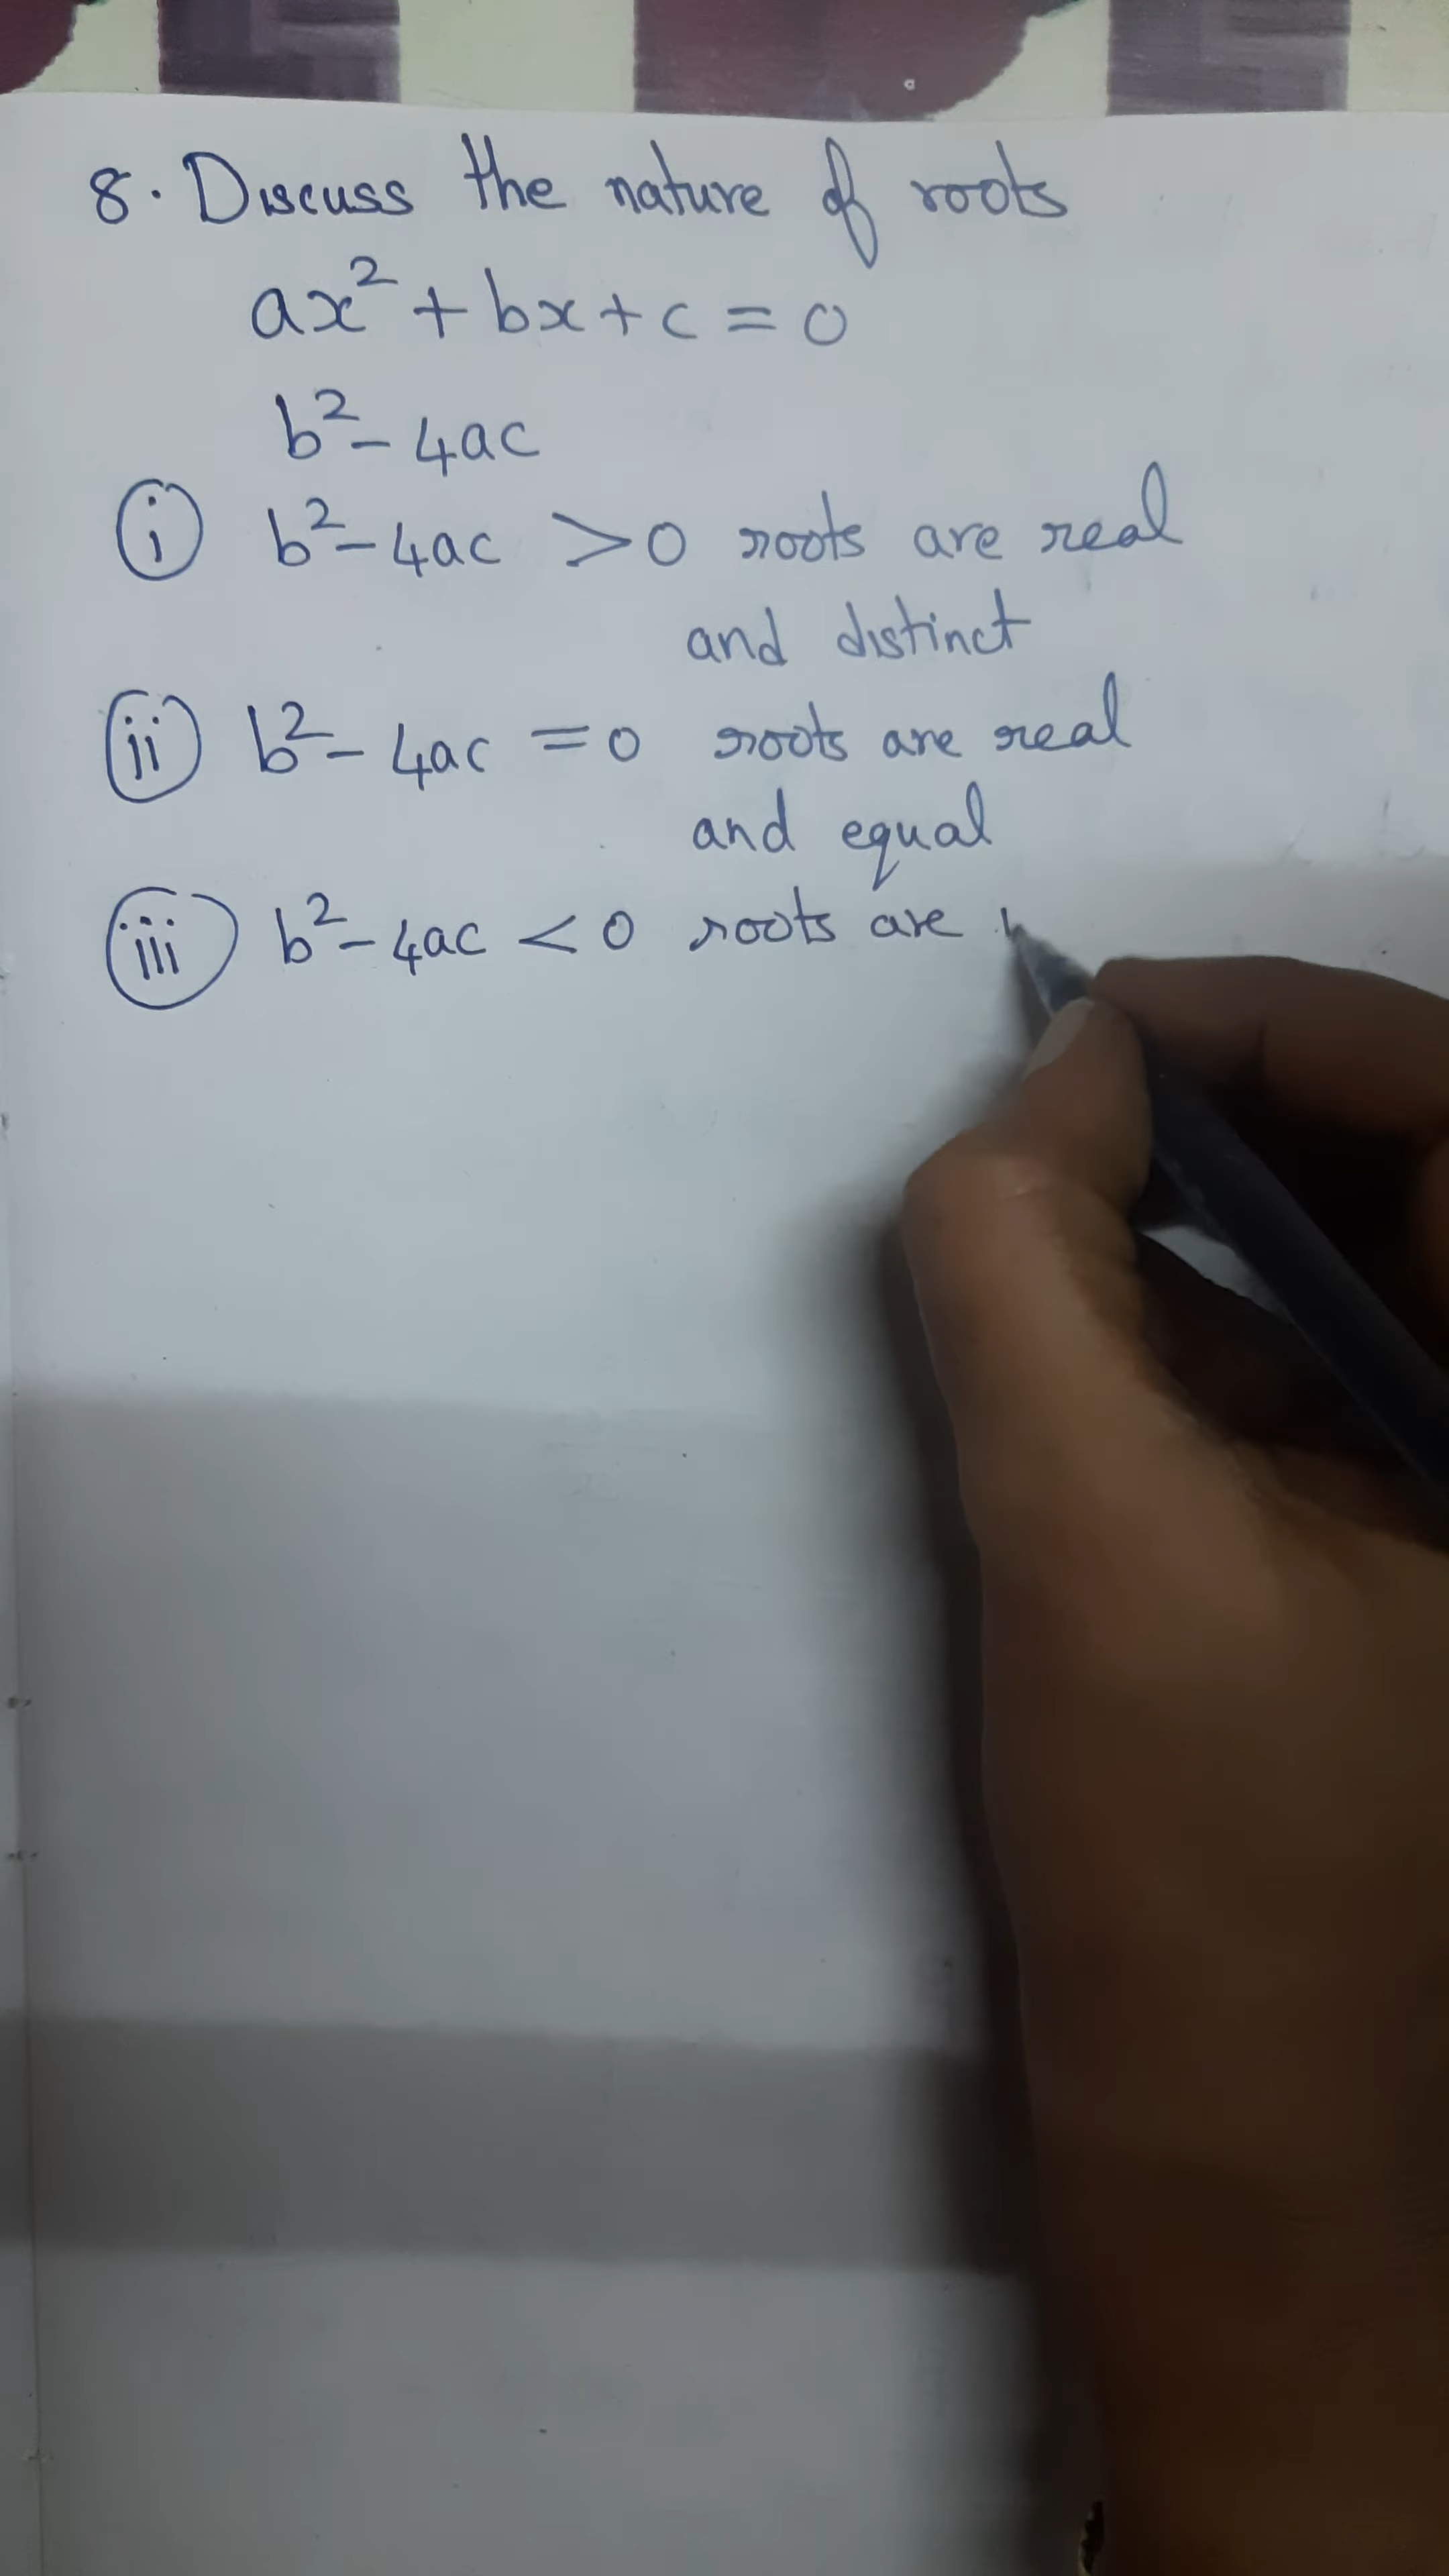 8. Discuss the nature of roots
ax² + bx + c = 0
b² - 4ac
(i) b² - 4ac > 0 roots are real
and distinct
(ii) b² - 4ac = 0 roots are real
and equal
(iii) b² - 4ac < 0 roots are